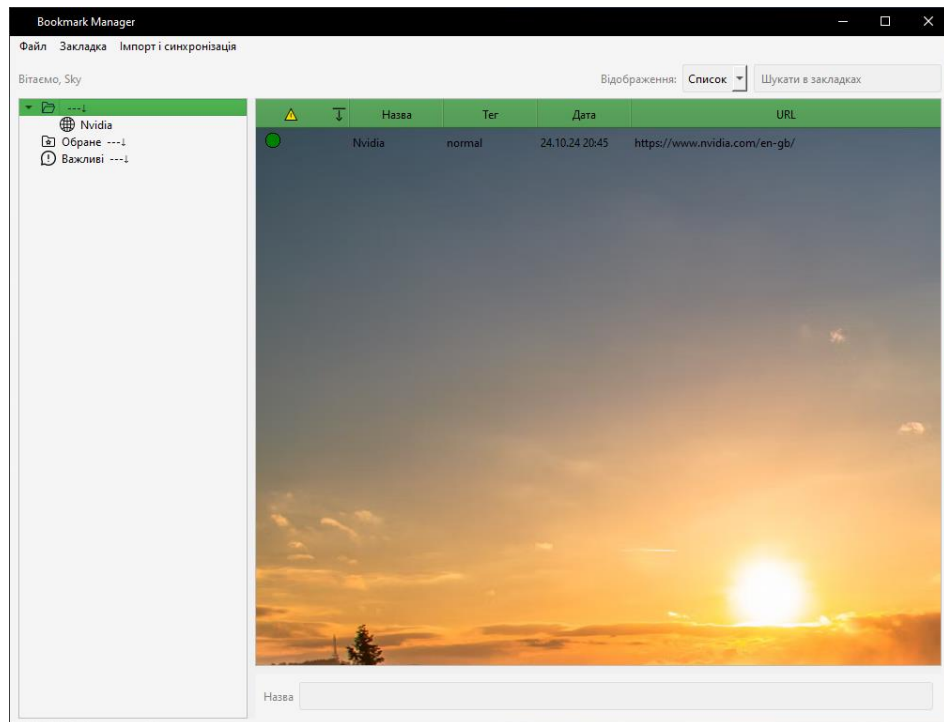 Bookmark Manager
Файл Закладка Імпорт і синхронізація
Вітаємо, Sky
Відображення: Список Шукати в закладках
---↓
Nvidia
Обране ---↓
Важливі ---↓
Назва Тег Дата URL
Nvidia normal 24.10.24 20:45 https://www.nvidia.com/en-gb/
Назва